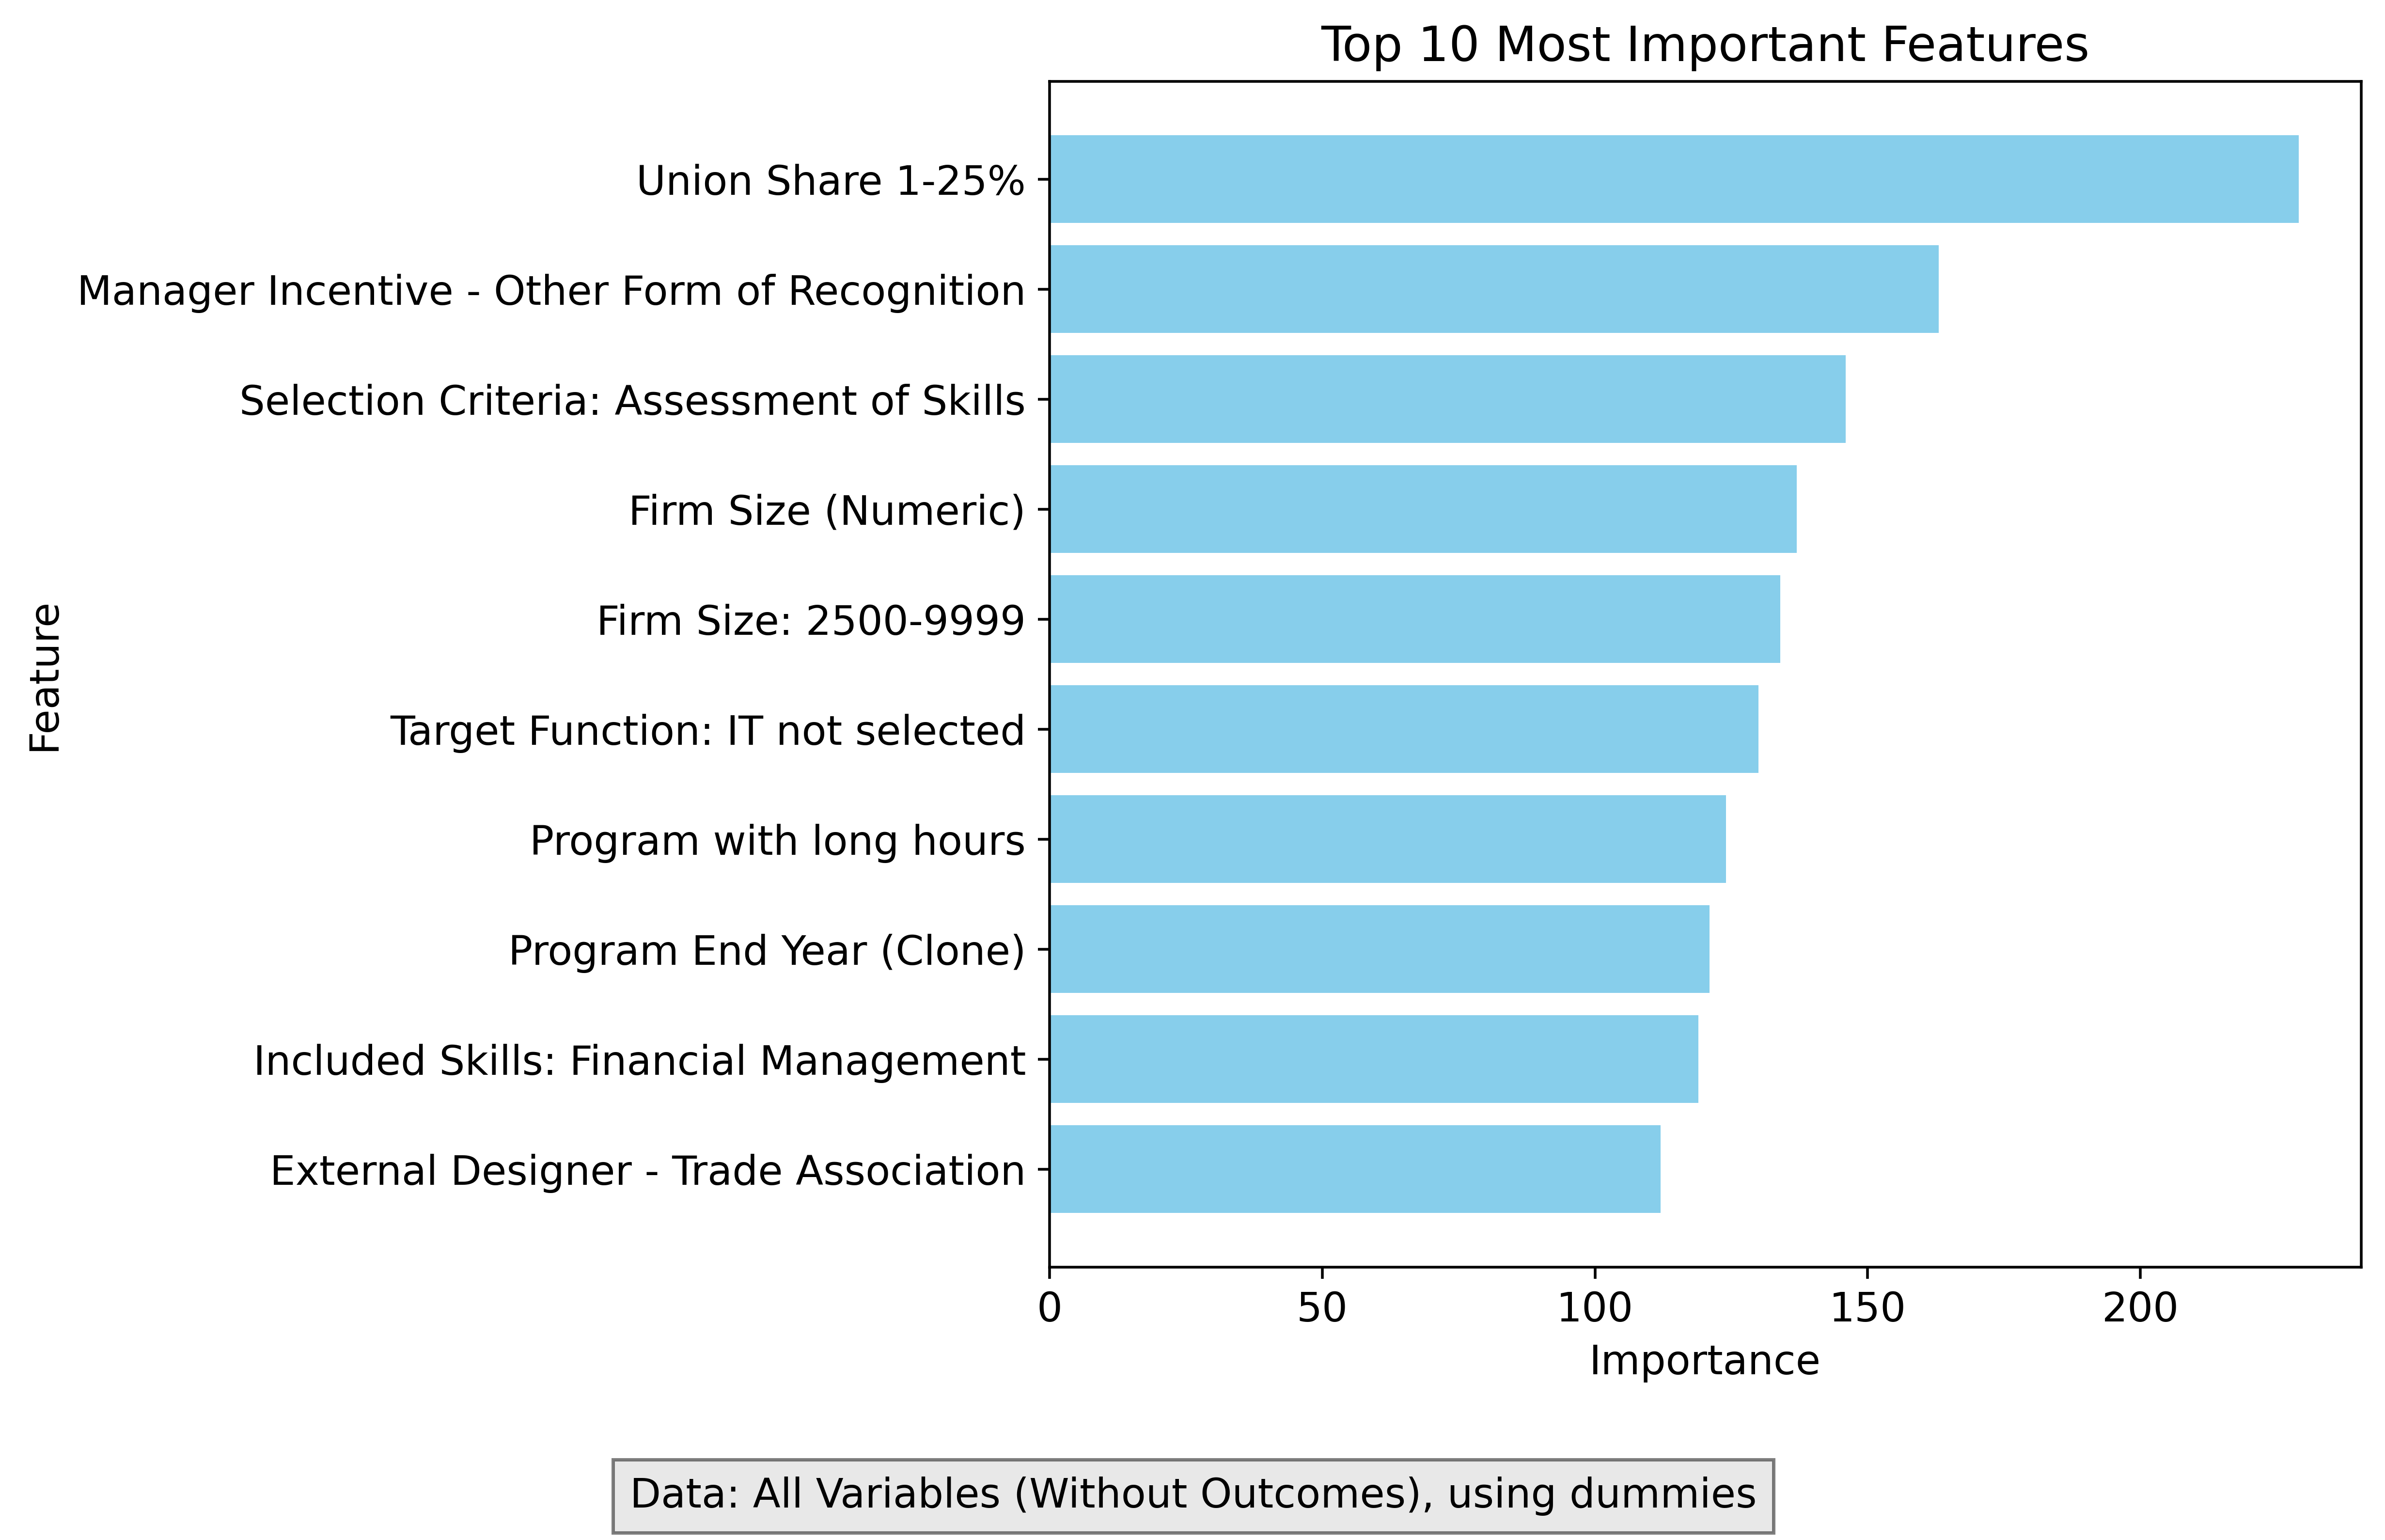 Top 10 Most Important Features
Feature
Union Share 1-25%
Manager Incentive - Other Form of Recognition
Selection Criteria: Assessment of Skills
Firm Size (Numeric)
Firm Size: 2500-9999
Target Function: IT not selected
Program with long hours
Program End Year (Clone)
Included Skills: Financial Management
External Designer - Trade Association
0 50 100 150 200
Importance
Data: All Variables (Without Outcomes), using dummies